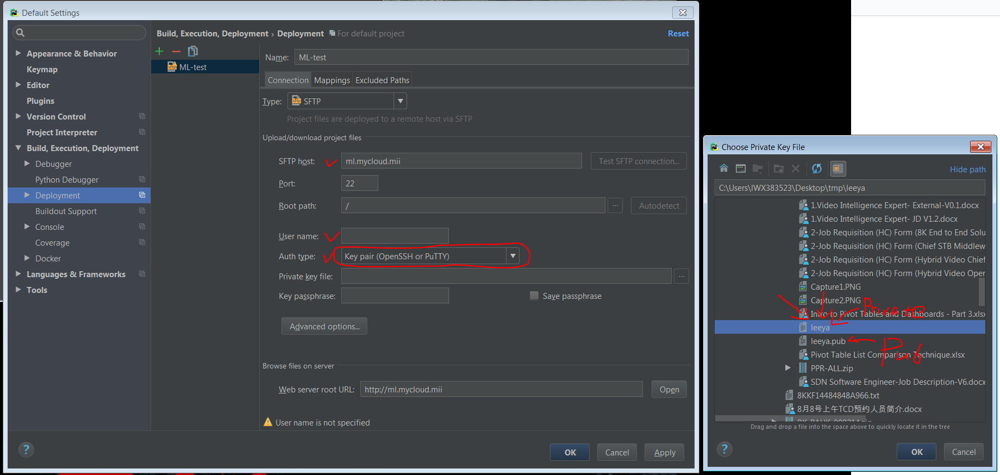 Default Settings
Build, Execution, Deployment › Deployment For default project Reset
Appearance & Behavior
Keymap
Editor
Plugins
Version Control
Project Interpreter
Build, Execution, Deployment
Debugger
Python Debugger
Deployment
Buildout Support
Console
Coverage
Docker
Languages & Frameworks
Tools
sftp ML-test
Name: ML-test
Connection Mappings Excluded Paths
Type: sftp SFTP
Project files are deployed to a remote host via SFTP
Upload/download project files
SFTP host: ml.mycloud.mii Test SFTP connection...
Port: 22
Root path: / ... Autodetect
User name:
Auth type: Key pair (OpenSSH or PuTTY)
Private key file: ...
Key passphrase: Save passphrase
Advanced options...
Browse files on server
Web server root URL: http://ml.mycloud.mii Open
User name is not specified
? OK Cancel Apply
Choose Private Key File
Hide path
C:\Users\IWX383523\Desktop\tmp\leeya
1.Video Intelligence Expert- External-V0.1.docx
1.Video Intelligence Expert- JD V1.2.docx
2-Job Requisition (HC) Form (8K End to End Solu
2-Job Requisition (HC) Form (Chief STB Middlew
2-Job Requisition (HC) Form (Hybrid Video Chief
2-Job Requisition (HC) Form (Hybrid Video Oper
Capture1.PNG
Capture2.PNG
Private
Intro to Pivot Tables and Dashboards - Part 3.xlsx
leeya
leeya.pub
Pub
Pivot Table List Comparison Technique.xlsx
PPR-ALL.zip
SDN Software Engineer-Job Description-V6.docx
8KKF14484848A966.txt
8月8号上午TCD预约人员简介.docx
Drag and drop a file into the space above to quickly locate it in the tree
? OK Cancel